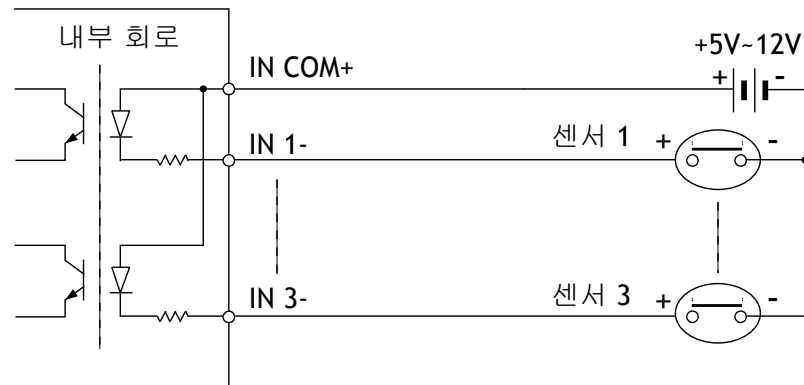 내부 회로
+5V~12V
IN COM+
+ -
IN 1-
센서 1 + -
IN 3-
센서 3 + -